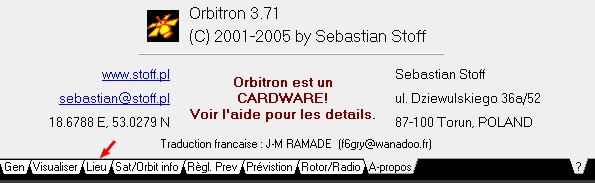 Orbitron 3.71
(C) 2001-2005 by Sebastian Stoff
www.stoff.pl
sebastian@stoff.pl
18.6788 E, 53.0279 N
Orbitron est un
CARDWARE!
Voir l'aide pour les details.
Sebastian Stoff
ul. Dziewulskiego 36a/52
87-100 Torun, POLAND
Traduction francaise : J-M RAMADE (f6gry@wanadoo.fr)
Gen Visualiser Lieu Sat/Orbit info Règl. Prev Prévistion Rotor/Radio A-propos ?